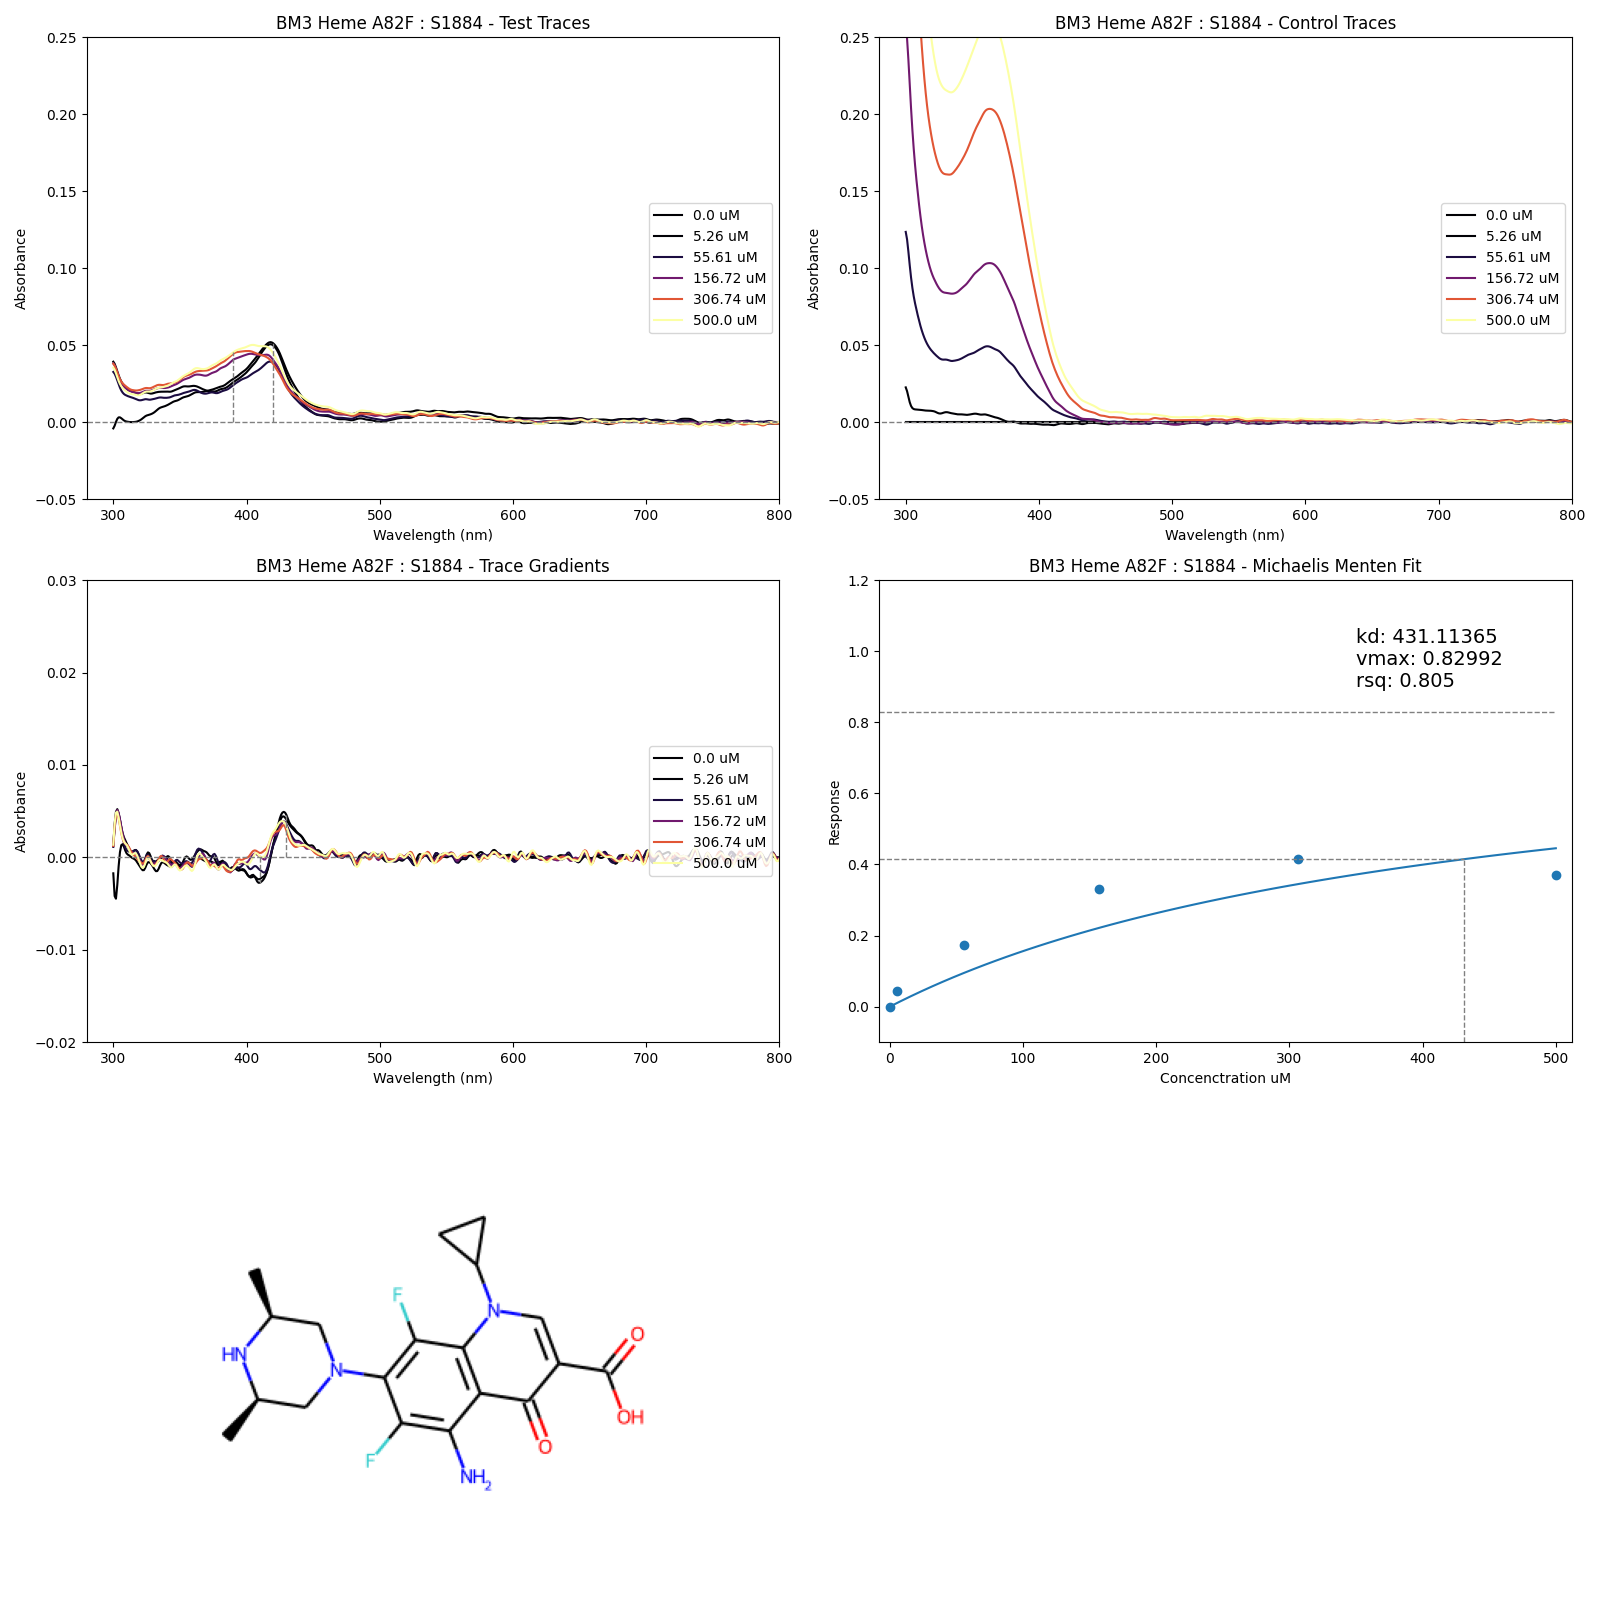 BM3 Heme A82F : S1884 - Test Traces
0.25
0.20
0.15
0.10
0.05
0.00
−0.05
Absorbance
0.0 uM
5.26 uM
55.61 uM
156.72 uM
306.74 uM
500.0 uM
300 400 500 600 700 800
Wavelength (nm)
BM3 Heme A82F : S1884 - Control Traces
0.25
0.20
0.15
0.10
0.05
0.00
−0.05
Absorbance
0.0 uM
5.26 uM
55.61 uM
156.72 uM
306.74 uM
500.0 uM
300 400 500 600 700 800
Wavelength (nm)
BM3 Heme A82F : S1884 - Trace Gradients
0.03
0.02
0.01
0.00
−0.01
−0.02
Absorbance
0.0 uM
5.26 uM
55.61 uM
156.72 uM
306.74 uM
500.0 uM
300 400 500 600 700 800
Wavelength (nm)
BM3 Heme A82F : S1884 - Michaelis Menten Fit
1.2
1.0
0.8
0.6
0.4
0.2
0.0
Response
kd: 431.11365
vmax: 0.82992
rsq: 0.805
0 100 200 300 400 500
Concenctration uM
F
N
O
HN
N
OH
O
F
NH2